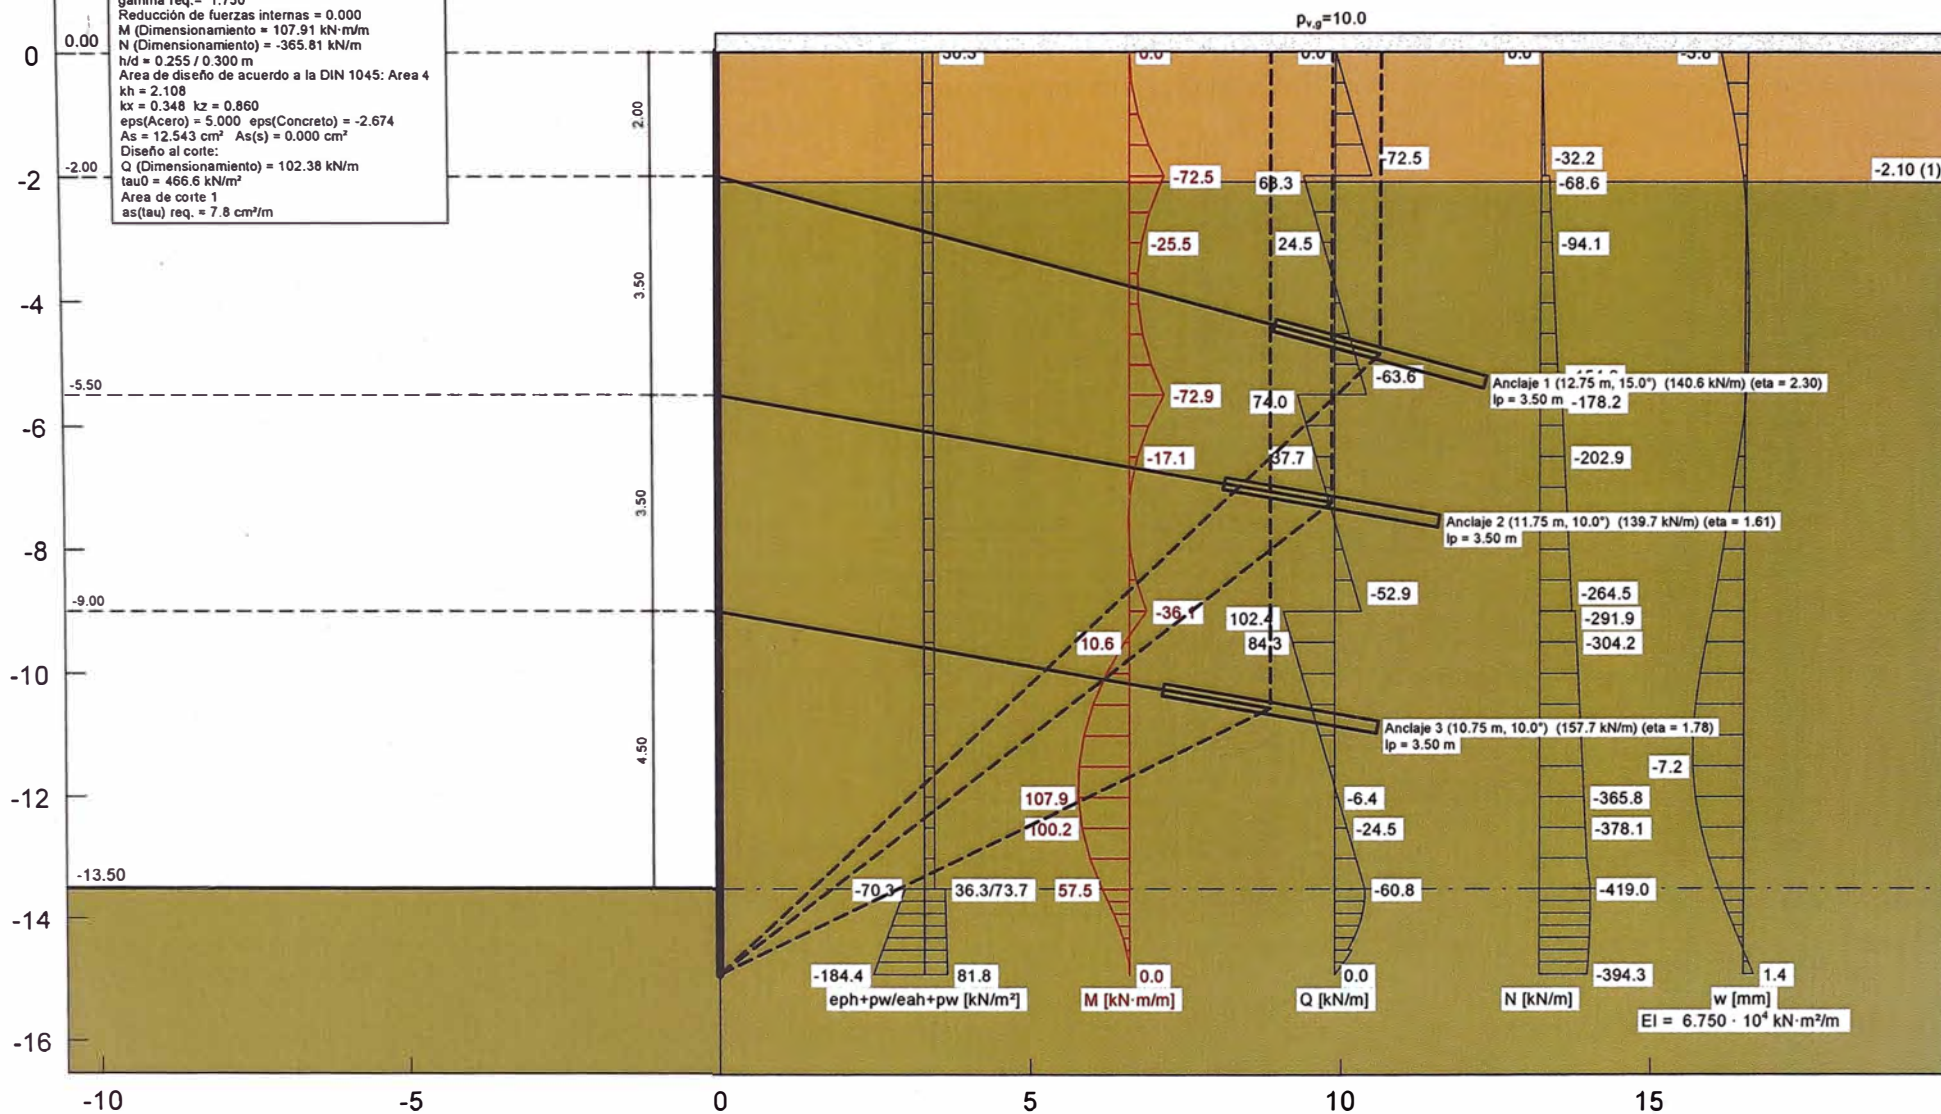 gamma req.= 1.750
Reducción de fuerzas internas = 0.000
M (Dimensionamiento = 107.91 kN·m/m
N (Dimensionamiento) = -365.81 kN/m
h/d = 0.255 / 0.300 m
Area de diseño de acuerdo a la DIN 1045: Area 4
kh = 2.108
kx = 0.348 kz = 0.860
eps(Acero) = 5.000 eps(Concreto) = -2.674
As = 12.543 cm² As(s) = 0.000 cm²
Diseño al corte:
Q (Dimensionamiento) = 102.38 kN/m
tau0 = 466.6 kN/m²
Area de corte 1
as(tau) req. = 7.8 cm²/m
pv,g=10.0
0
0.00
0.0
0.0
0.0
2.00
-72.5
-32.2
-2
-2.00
-72.5
68.3
-68.6
-2.10 (1)
-25.5
24.5
-94.1
3.50
-4
-63.6
Anclaje 1 (12.75 m, 15.0°) (140.6 kN/m) (eta = 2.30)
lp = 3.50 m
-5.50
-72.9
74.0
-178.2
-6
-17.1
37.7
-202.9
3.50
Anclaje 2 (11.75 m, 10.0°) (139.7 kN/m) (eta = 1.61)
lp = 3.50 m
-8
-9.00
-52.9
-264.5
-36.1
102.4
-291.9
10.6
84.3
-304.2
-10
4.50
Anclaje 3 (10.75 m, 10.0°) (157.7 kN/m) (eta = 1.78)
lp = 3.50 m
-7.2
-12
107.9
-6.4
-365.8
100.2
-24.5
-378.1
-13.50
-70.3
36.3/73.7
57.5
-60.8
-419.0
-14
-184.4
81.8
0.0
0.0
-394.3
1.4
eph+pw/eah+pw [kN/m²]
M [kN·m/m]
Q [kN/m]
N [kN/m]
w [mm]
EI = 6.750 · 10⁴ kN·m²/m
-16
-10
-5
0
5
10
15